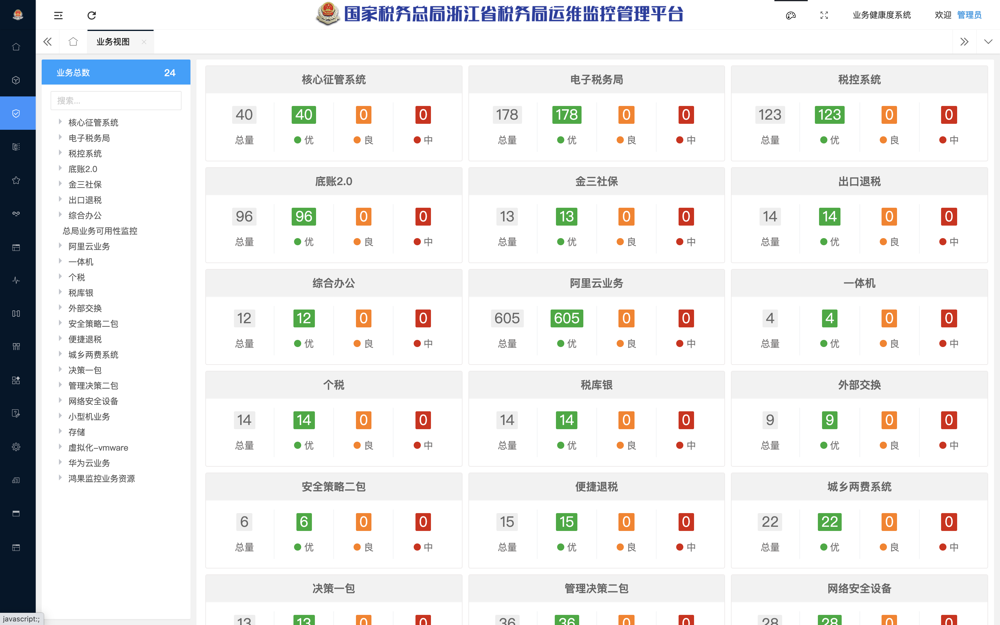 国家税务总局浙江省税务局运维监控管理平台
业务健康度系统
欢迎 管理员
业务视图
业务总数 24
搜索...
核心征管系统
电子税务局
税控系统
底账2.0
金三社保
出口退税
综合办公
总局业务可用性监控
阿里云业务
一体机
个税
税库银
外部交换
安全策略二包
便捷退税
城乡两费系统
决策一包
管理决策二包
网络安全设备
小型机业务
存储
虚拟化-vmware
华为云业务
鸿果监控业务资源
核心征管系统
40 40 0 0
总量 优 良 中
电子税务局
178 178 0 0
总量 优 良 中
税控系统
123 123 0 0
总量 优 良 中
底账2.0
96 96 0 0
总量 优 良 中
金三社保
13 13 0 0
总量 优 良 中
出口退税
14 14 0 0
总量 优 良 中
综合办公
12 12 0 0
总量 优 良 中
阿里云业务
605 605 0 0
总量 优 良 中
一体机
4 4 0 0
总量 优 良 中
个税
14 14 0 0
总量 优 良 中
税库银
14 14 0 0
总量 优 良 中
外部交换
9 9 0 0
总量 优 良 中
安全策略二包
6 6 0 0
总量 优 良 中
便捷退税
15 15 0 0
总量 优 良 中
城乡两费系统
22 22 0 0
总量 优 良 中
决策一包
13 13 0 0
管理决策二包
36 36 0 0
网络安全设备
28 28 0 0
javascript:;